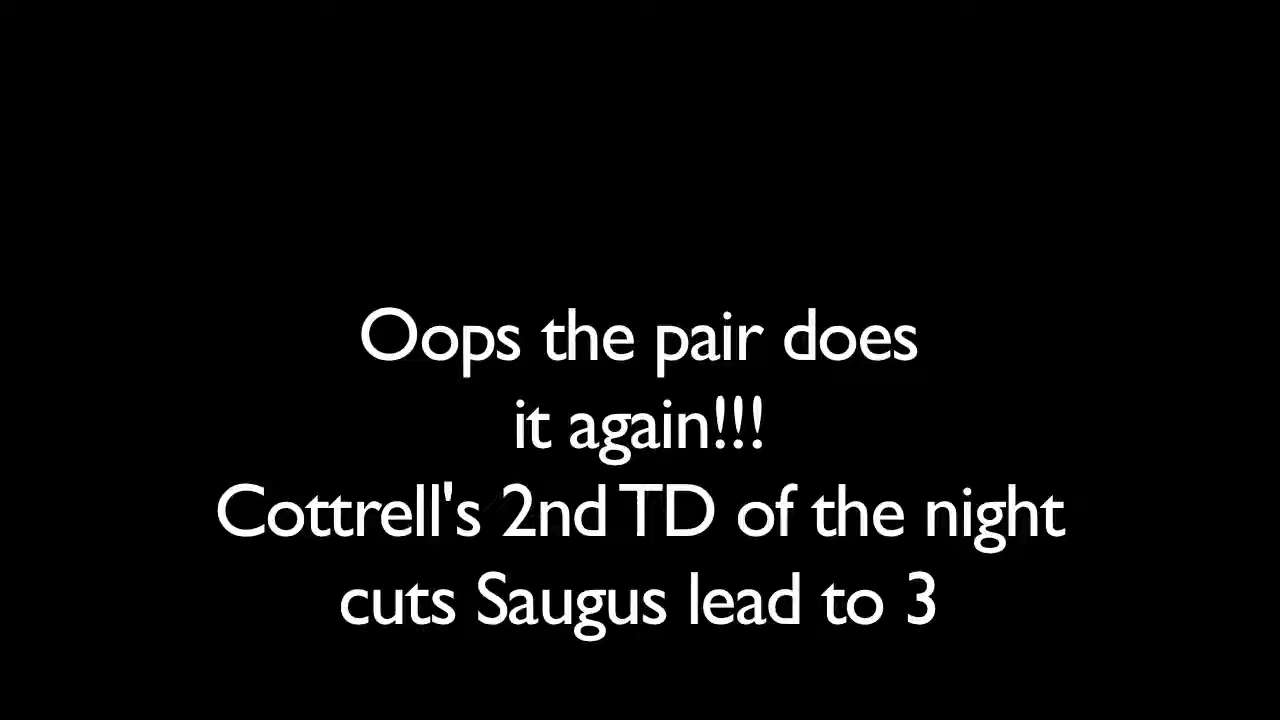 Oops the pair does
it again!!!
Cottrell's 2nd TD of the night
cuts Saugus lead to 3